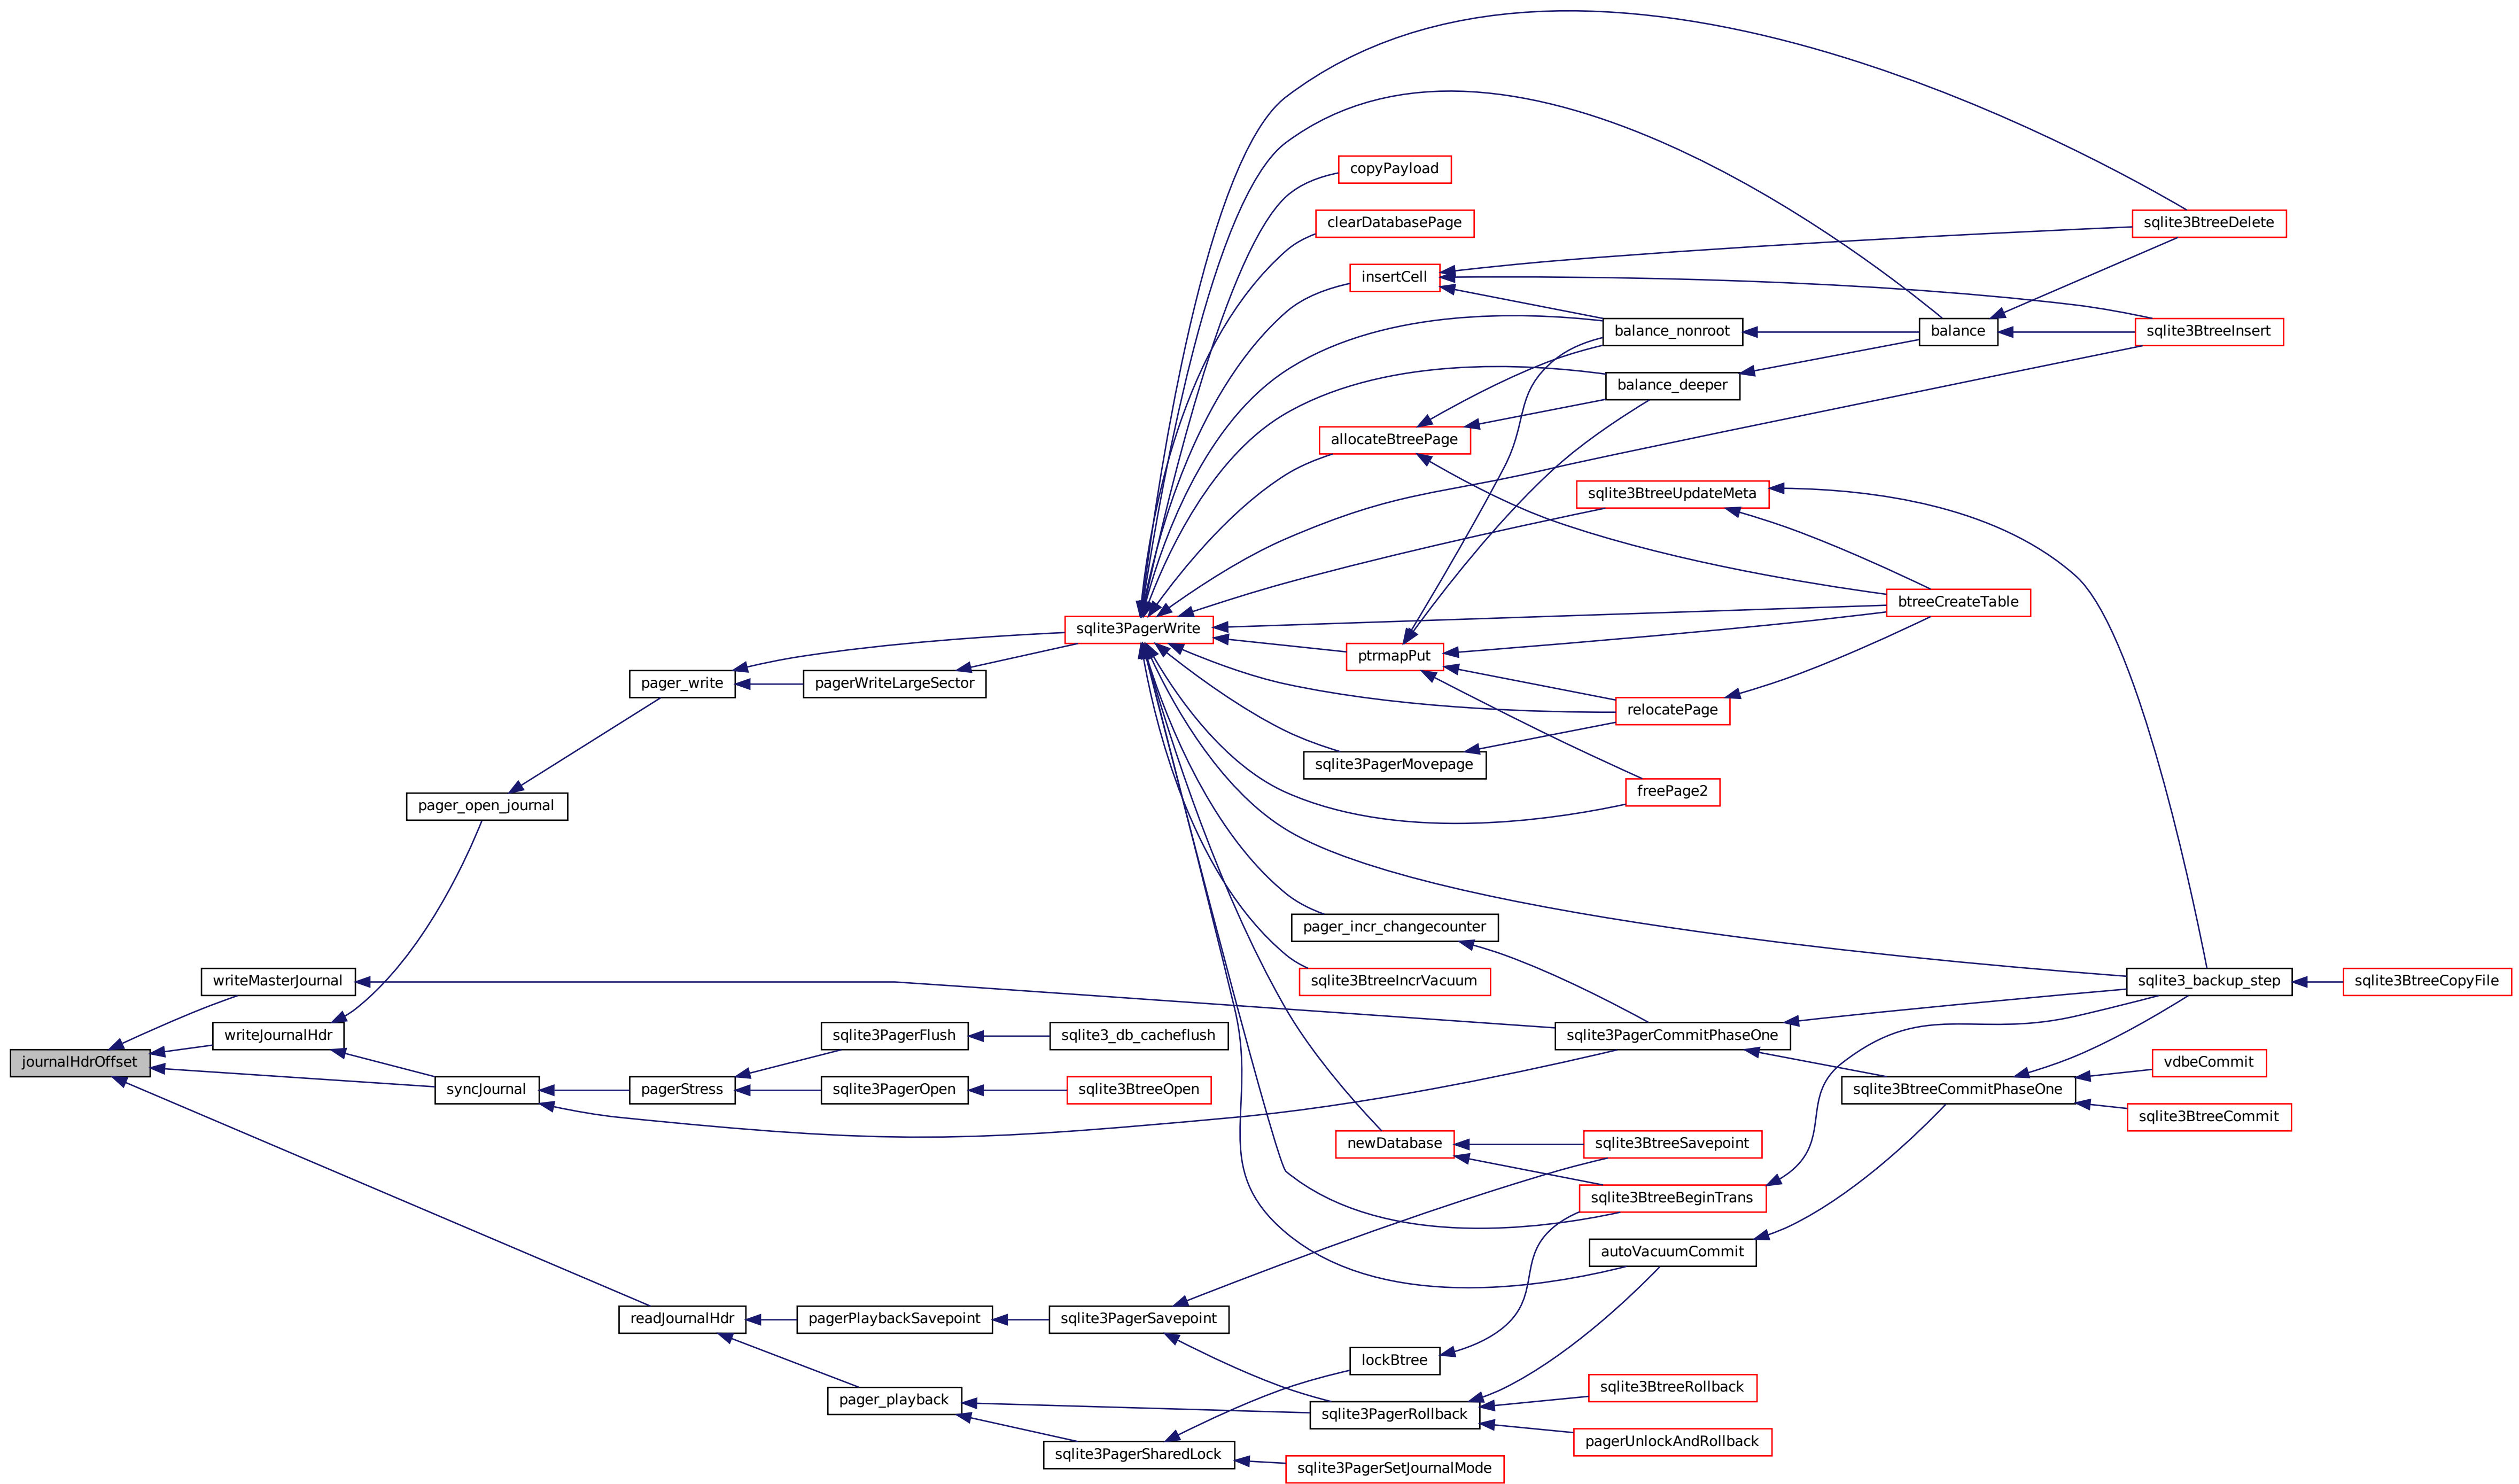 copyPayload
clearDatabasePage
sqlite3BtreeDelete
insertCell
balance_nonroot
balance
sqlite3BtreeInsert
balance_deeper
allocateBtreePage
sqlite3BtreeUpdateMeta
btreeCreateTable
sqlite3PagerWrite
ptrmapPut
pager_write
pagerWriteLargeSector
relocatePage
sqlite3PagerMovepage
freePage2
pager_open_journal
pager_incr_changecounter
writeMasterJournal
sqlite3BtreeIncrVacuum
sqlite3_backup_step
sqlite3BtreeCopyFile
writeJournalHdr
sqlite3PagerFlush
sqlite3_db_cacheflush
sqlite3PagerCommitPhaseOne
journalHdrOffset
vdbeCommit
syncJournal
pagerStress
sqlite3PagerOpen
sqlite3BtreeOpen
sqlite3BtreeCommitPhaseOne
sqlite3BtreeCommit
newDatabase
sqlite3BtreeSavepoint
sqlite3BtreeBeginTrans
autoVacuumCommit
readJournalHdr
pagerPlaybackSavepoint
sqlite3PagerSavepoint
lockBtree
sqlite3BtreeRollback
pager_playback
sqlite3PagerRollback
pagerUnlockAndRollback
sqlite3PagerSharedLock
sqlite3PagerSetJournalMode